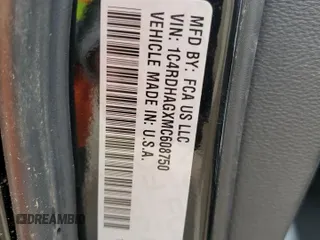 MFD BY: FCA US LLC
VIN: 1C4RDHAGXMC608750
VEHICLE MADE IN: U.S.A.
DREAMBID